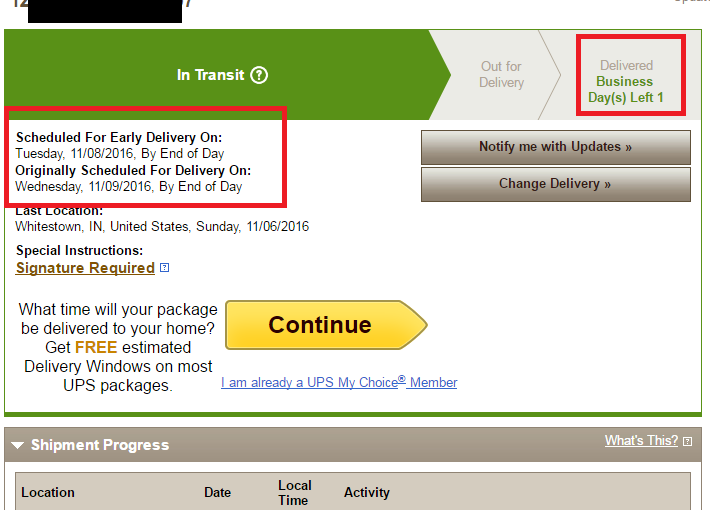 In Transit ?
Out for
Delivery
Delivered
Business
Day(s) Left 1
Scheduled For Early Delivery On:
Tuesday, 11/08/2016, By End of Day
Originally Scheduled For Delivery On:
Wednesday, 11/09/2016, By End of Day
Notify me with Updates »
Change Delivery »
Last Location:
Whitestown, IN, United States, Sunday, 11/06/2016
Special Instructions:
Signature Required ?
What time will your package
be delivered to your home?
Get FREE estimated
Delivery Windows on most
UPS packages.
Continue
I am already a UPS My Choice® Member
Shipment Progress
What's This? ?
Location Date Local Time Activity